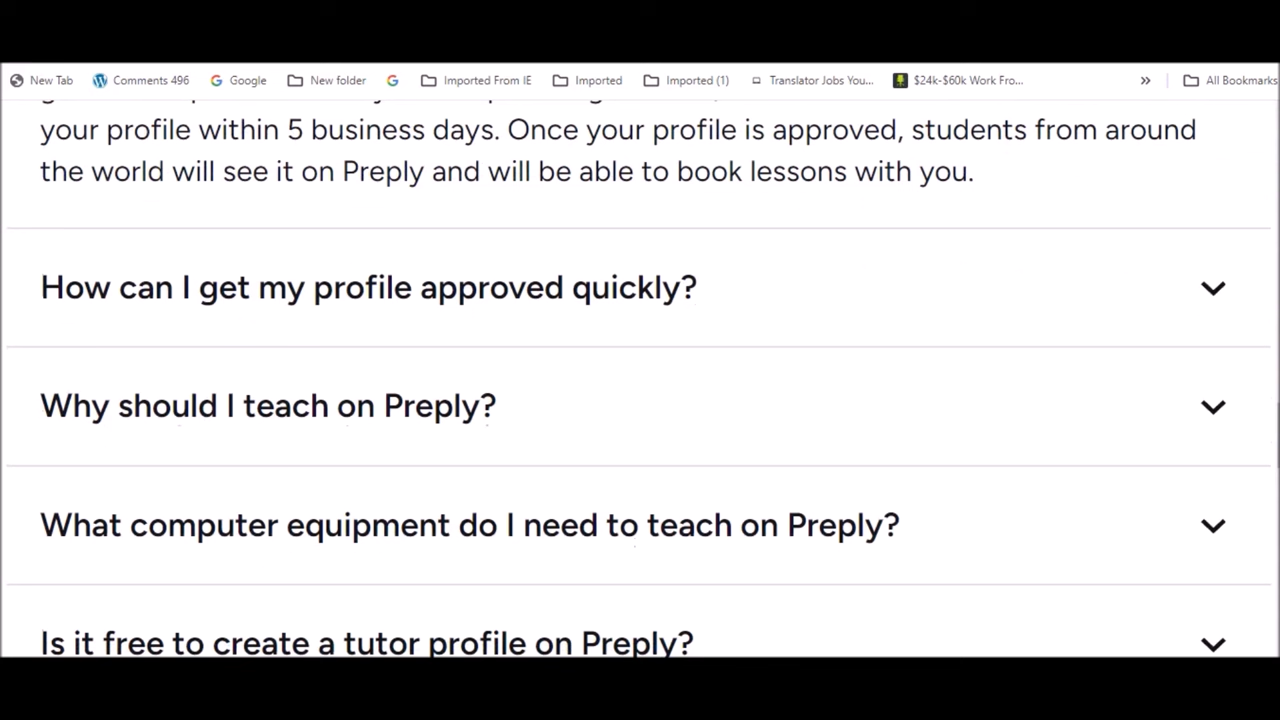 New Tab Comments 496 Google New folder Imported From IE Imported Imported (1) Translator Jobs You... $24k-$60k Work Fro... » All Bookmarks
your profile within 5 business days. Once your profile is approved, students from around
the world will see it on Preply and will be able to book lessons with you.
How can I get my profile approved quickly?
Why should I teach on Preply?
What computer equipment do I need to teach on Preply?
Is it free to create a tutor profile on Preply?